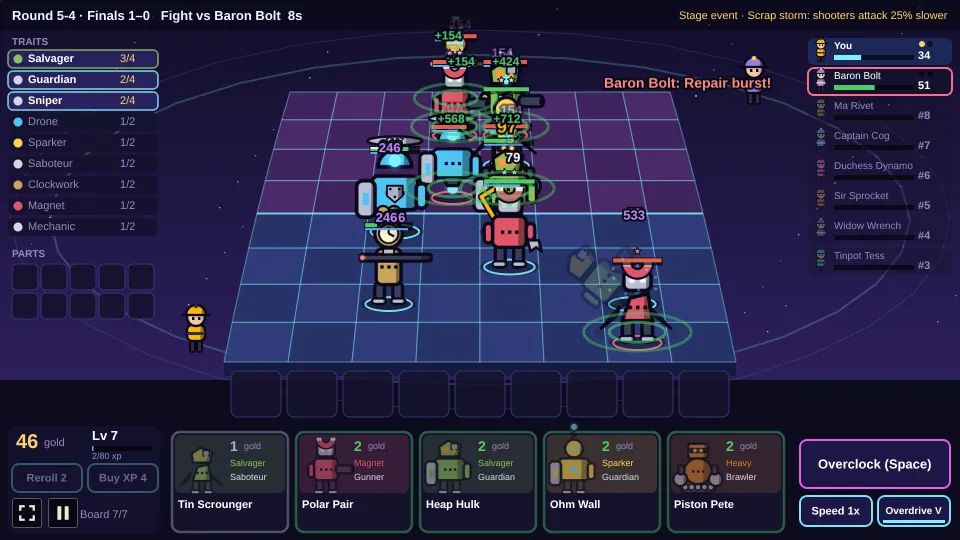 Round 5-4 · Finals 1–0 Fight vs Baron Bolt 8s
Stage event · Scrap storm: shooters attack 25% slower
TRAITS
Salvager 3/4
Guardian 2/4
Sniper 2/4
Drone 1/2
Sparker 1/2
Saboteur 1/2
Clockwork 1/2
Magnet 1/2
Mechanic 1/2
PARTS
+154
+154
+424
+568
+712
97
246
79
2466
533
Baron Bolt: Repair burst!
You
34
Baron Bolt
51
Ma Rivet
#8
Captain Cog
#7
Duchess Dynamo
#6
Sir Sprocket
#5
Widow Wrench
#4
Tinpot Tess
#3
46 gold
Lv 7
2/80 xp
Reroll 2
Buy XP 4
Board 7/7
1 gold
Salvager
Saboteur
Tin Scrounger
2 gold
Magnet
Gunner
Polar Pair
2 gold
Salvager
Guardian
Heap Hulk
2 gold
Sparker
Guardian
Ohm Wall
2 gold
Heavy
Brawler
Piston Pete
Overclock (Space)
Speed 1x
Overdrive V